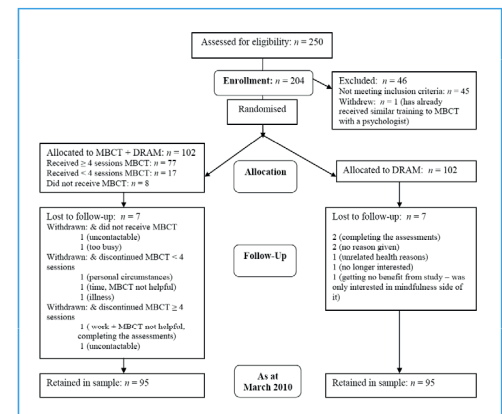 Assessed for eligibility: n = 250
Enrollment: n = 204
Excluded: n = 46
Not meeting inclusion criteria: n = 45
Withdrew: n = 1 (has already
received similar training to MBCT
with a psychologist)
Randomised
Allocated to MBCT + DRAM: n = 102
Received ≥ 4 sessions MBCT: n = 77
Received < 4 sessions MBCT: n = 17
Did not receive MBCT: n = 8
Allocation
Allocated to DRAM: n = 102
Lost to follow-up: n = 7
Withdrawn: & did not receive MBCT
1 (uncontactable)
1 (too busy)
Withdrawn: & discontinued MBCT < 4
sessions
1 (personal circumstances)
1 (time, MBCT not helpful)
1 (illness)
Withdrawn: & discontinued MBCT ≥ 4
sessions
1 ( work + MBCT not helpful,
completing the assessments)
1 (uncontactable)
Follow-Up
Lost to follow-up: n = 7
2 (completing the assessments)
2 (no reason given)
1 (unrelated health reasons)
1 (no longer interested)
1 (getting no benefit from study – was
only interested in mindfulness side of
it)
Retained in sample: n = 95
As at
March 2010
Retained in sample: n = 95